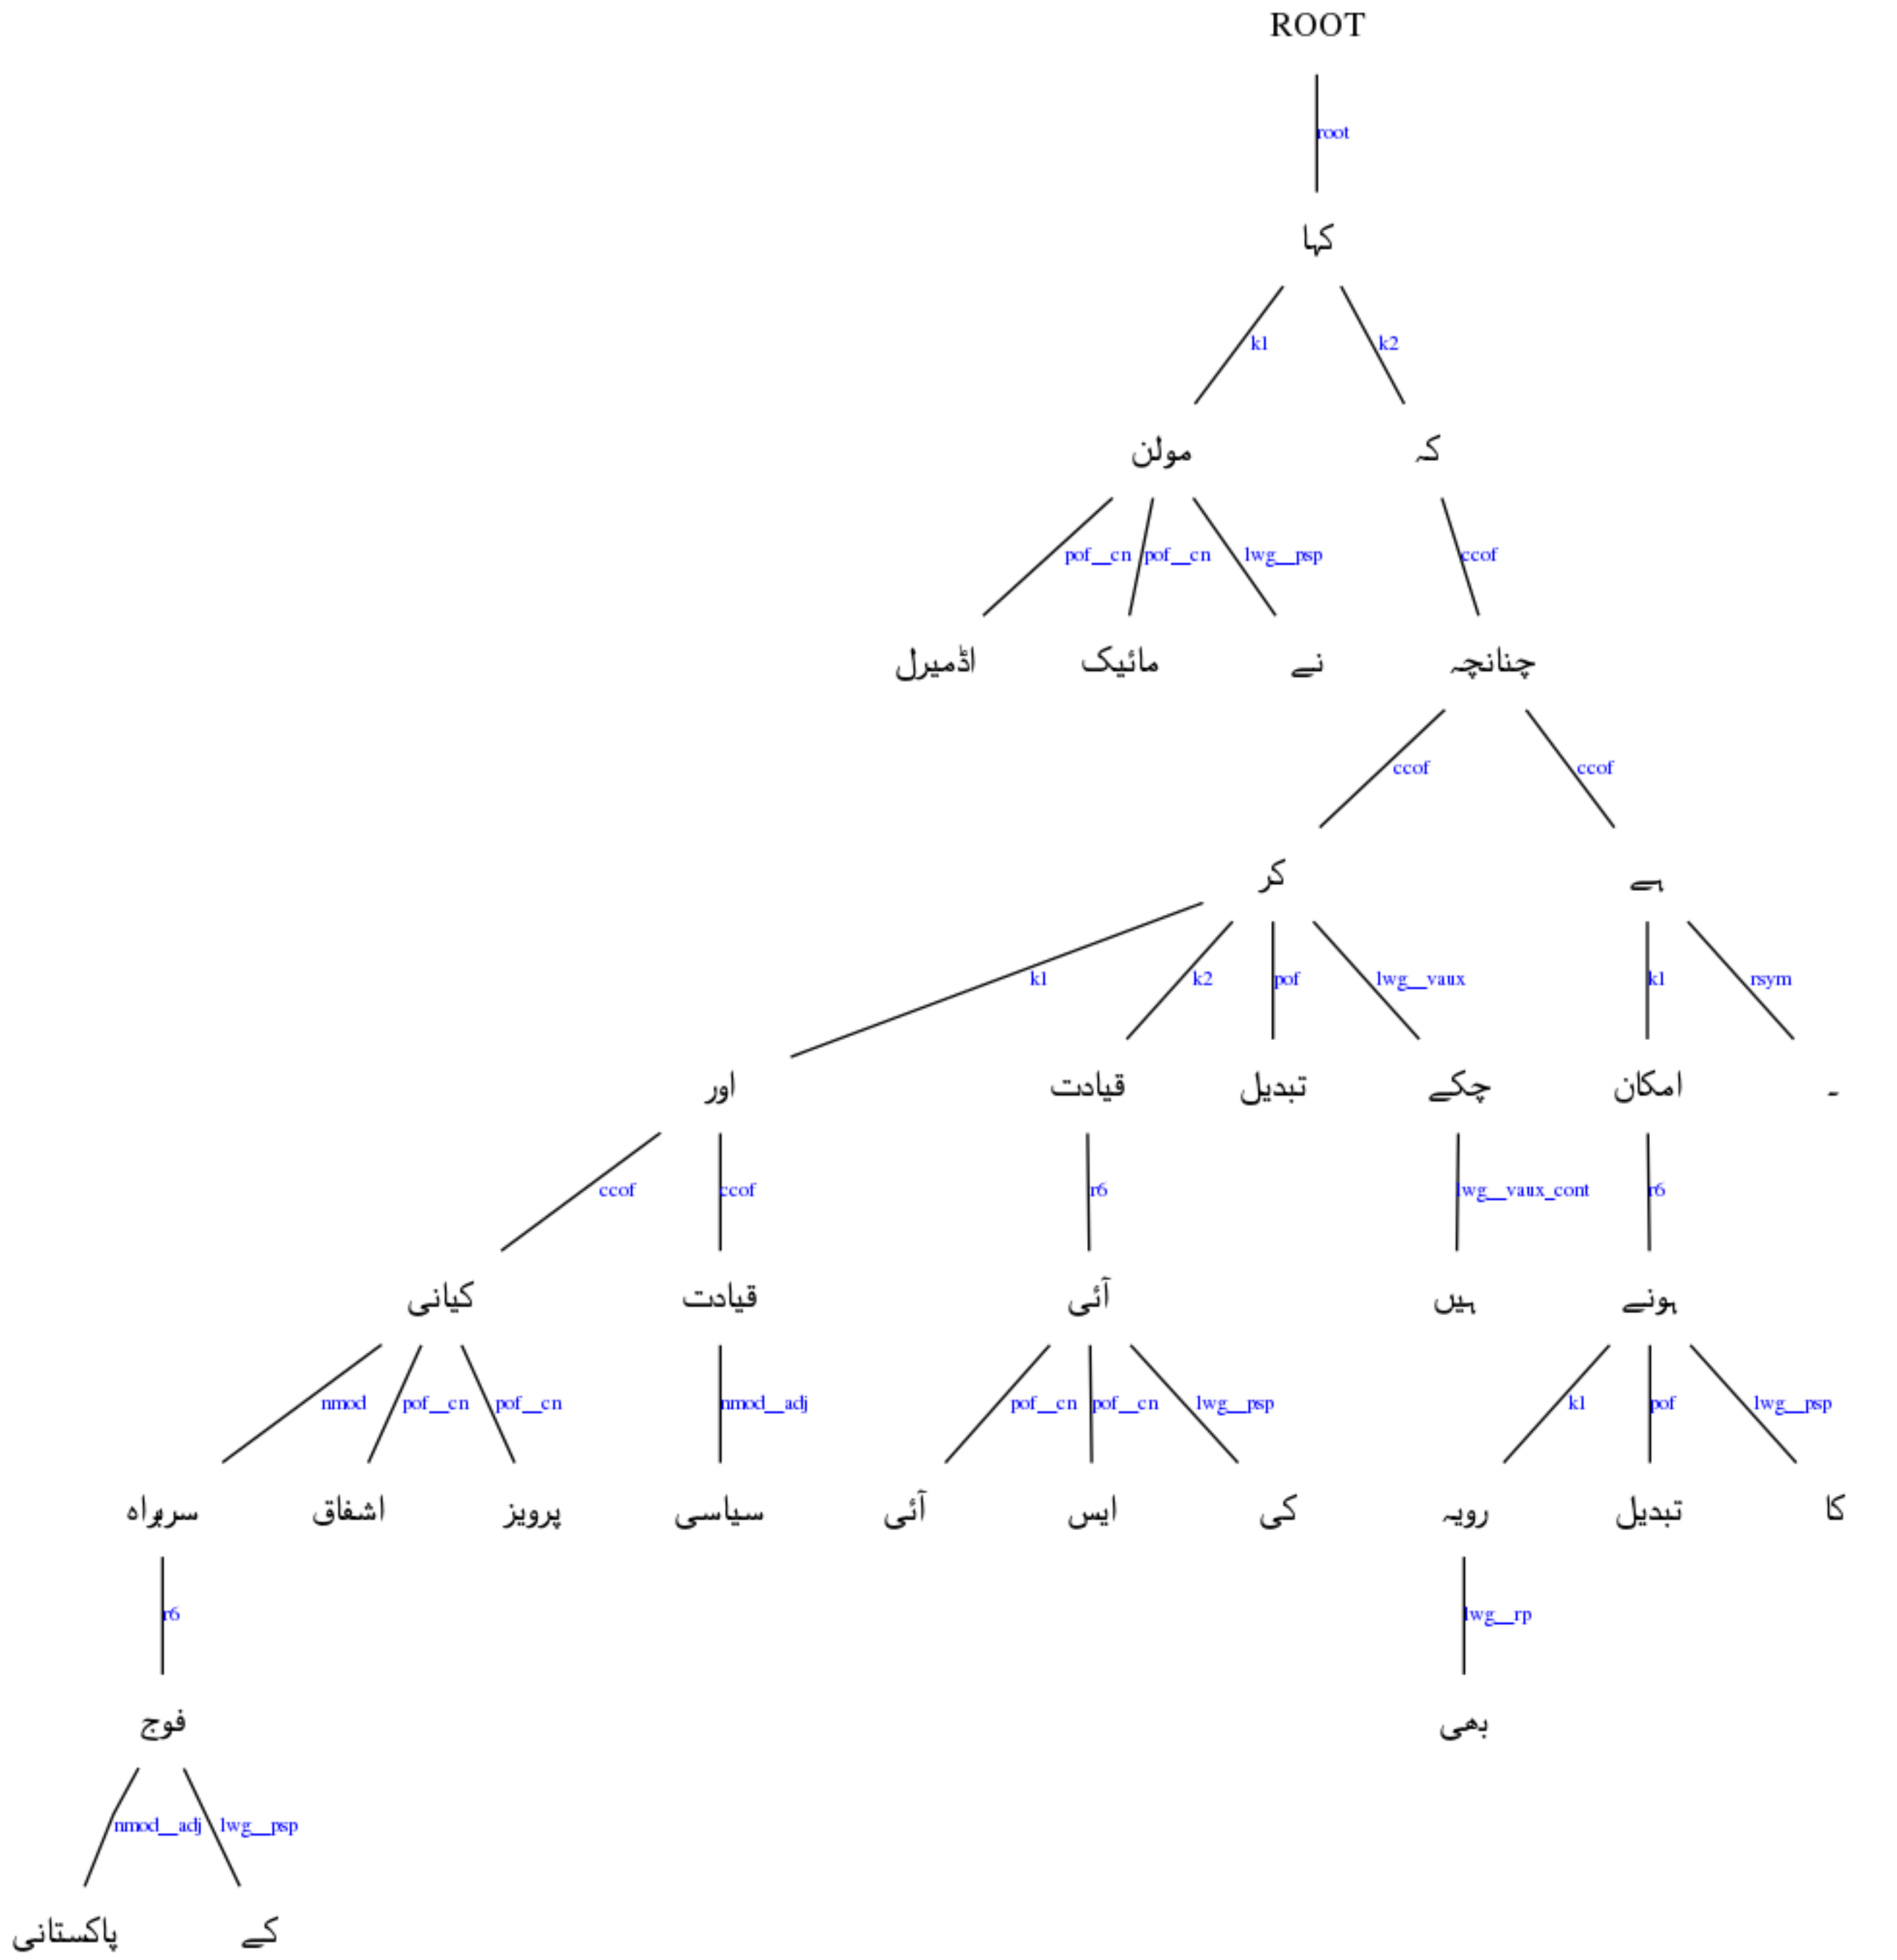 ROOT
root
کہا
k1 k2
مولن کہ
pof__cn pof__cn lwg__psp ccof
اڈمیرل مائیک نے چنانچہ
ccof ccof
کر ہے
k1 k2 pof lwg__vaux k1 rsym
اور قیادت تبدیل چکے امکان ۔
ccof ccof r6 lwg__vaux_cont r6
کیانی قیادت آئی ہیں ہونے
nmod pof__cn pof__cn nmod__adj pof__cn pof__cn lwg__psp k1 pof lwg__psp
سربراہ اشفاق پرویز سیاسی آئی ایس کی رویہ تبدیل کا
r6 lwg__rp
فوج بھی
nmod__adj lwg__psp
پاکستانی کے